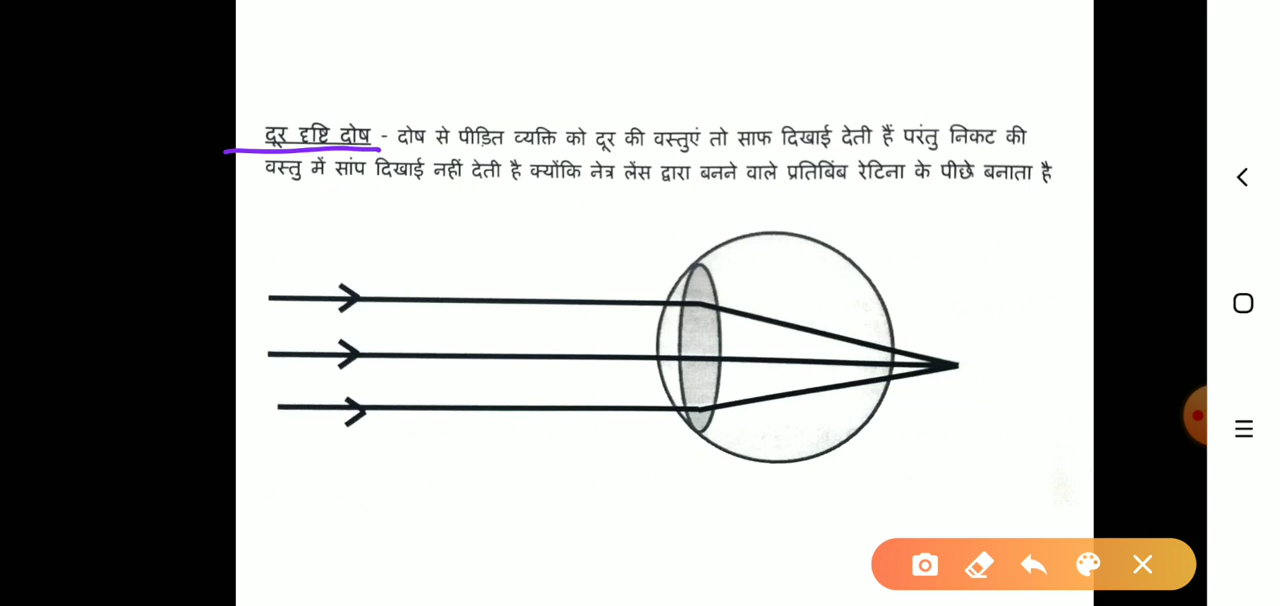 दूर दृष्टि दोष - दोष से पीड़ित व्यक्ति को दूर की वस्तुएं तो साफ दिखाई देती हैं परंतु निकट की
वस्तु में सांप दिखाई नहीं देती है क्योंकि नेत्र लेंस द्वारा बनने वाले प्रतिबिंब रेटिना के पीछे बनाता है